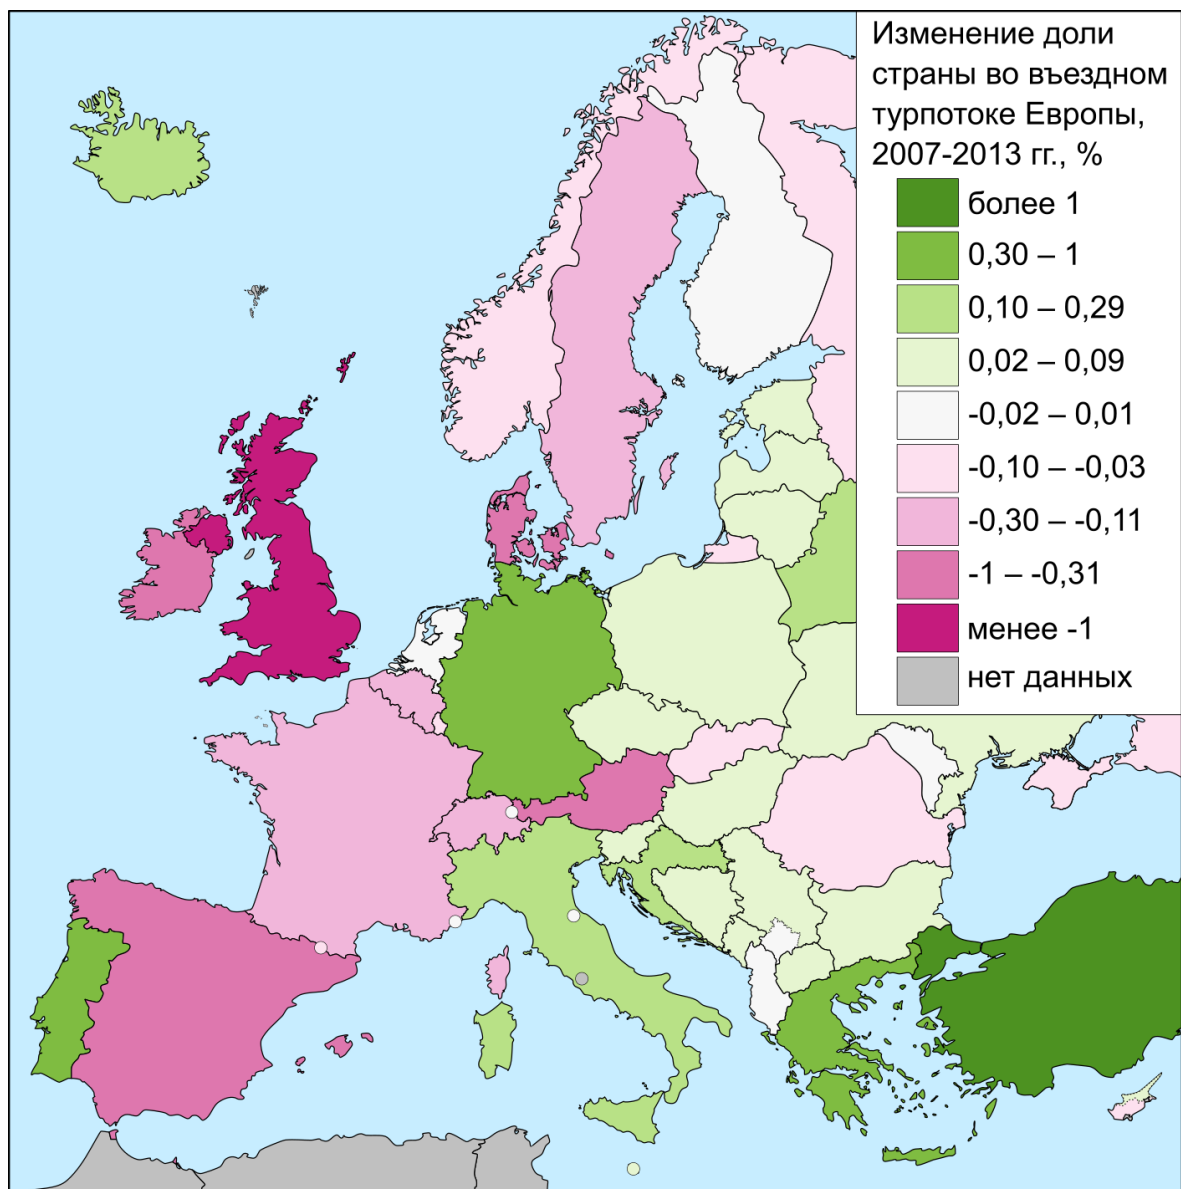 Изменение доли
страны во въездном
турпотоке Европы,
2007-2013 гг., %
более 1
0,30 – 1
0,10 – 0,29
0,02 – 0,09
-0,02 – 0,01
-0,10 – -0,03
-0,30 – -0,11
-1 – -0,31
менее -1
нет данных